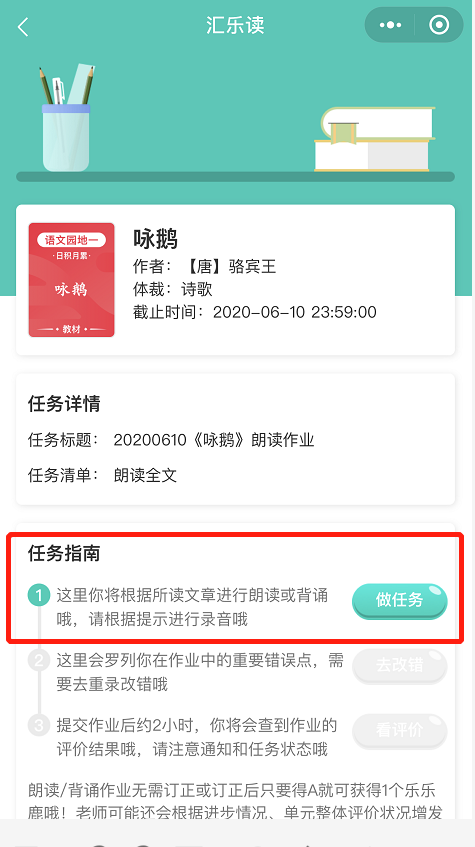 汇乐读
语文园地一
·日积月累·
咏鹅
教材
咏鹅
作者：【唐】骆宾王
体裁：诗歌
截止时间：2020-06-10 23:59:00
任务详情
任务标题： 20200610《咏鹅》朗读作业
任务清单： 朗读全文
任务指南
1 这里你将根据所读文章进行朗读或背诵
哦，请根据提示进行录音哦
做任务
2 这里会罗列你在作业中的重要错误点，需
要去重录改错哦
去改错
3 提交作业后约2小时，你将会查到作业的
评价结果哦，请注意通知和任务状态哦
看评价
朗读/背诵作业无需订正或订正后只要得A就可获得1个乐乐
鹿哦！老师可能还会根据进步情况、单元整体评价状况增发